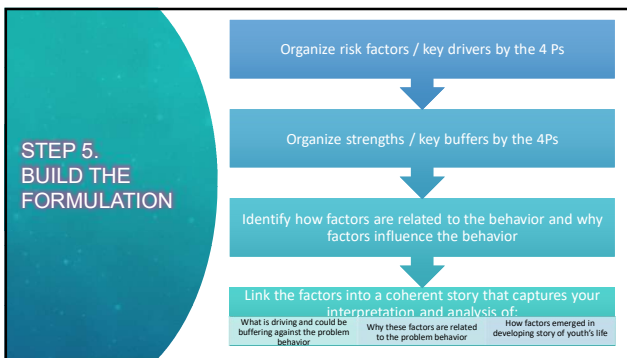 STEP 5.
BUILD THE
FORMULATION
Organize risk factors / key drivers by the 4 Ps
Organize strengths / key buffers by the 4Ps
Identify how factors are related to the behavior and why
factors influence the behavior
Link the factors into a coherent story that captures your
interpretation and analysis of:
What is driving and could be
buffering against the problem
behavior
Why these factors are related
to the problem behavior
How factors emerged in
developing story of youth's life